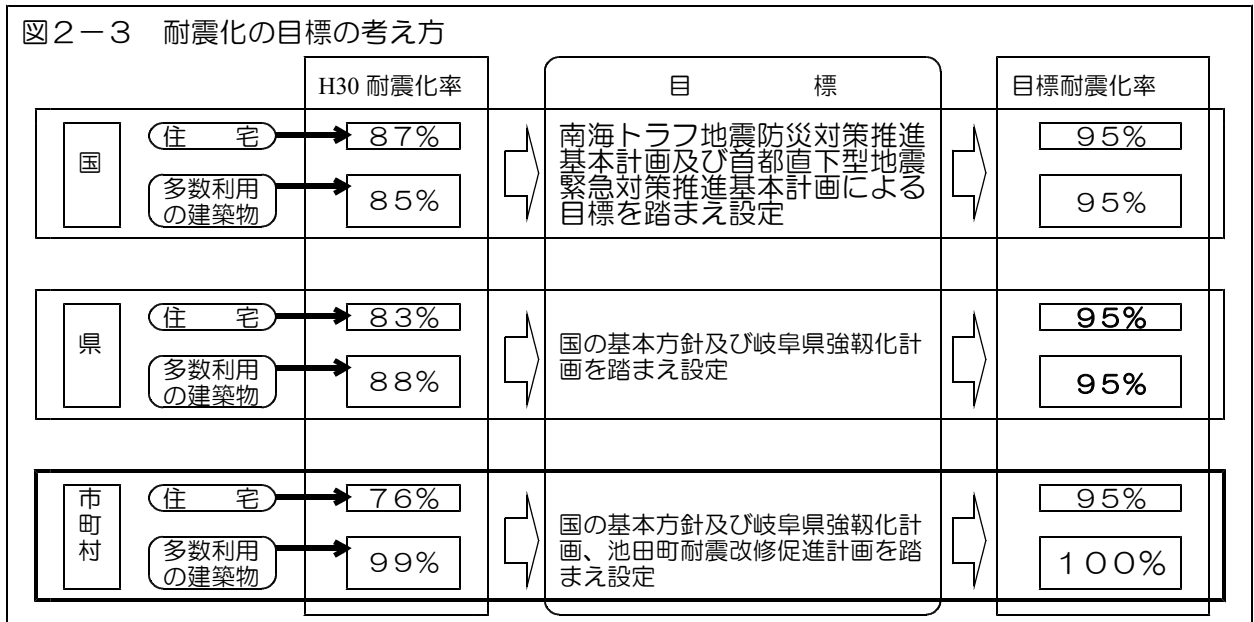 図２－３　耐震化の目標の考え方
H30 耐震化率
目　　　標
目標耐震化率
国
住　　宅
８７%
多数利用
の建築物
８５%
南海トラフ地震防災対策推進
基本計画及び首都直下型地震
緊急対策推進基本計画による
目標を踏まえ設定
９５%
９５%
県
住　　宅
８３%
多数利用
の建築物
８８%
国の基本方針及び岐阜県強靱化計
画を踏まえ設定
９５%
９５%
市町村
住　　宅
７６%
多数利用
の建築物
９９%
国の基本方針及び岐阜県強靱化計
画、池田町耐震改修促進計画を踏
まえ設定
９５%
１００%